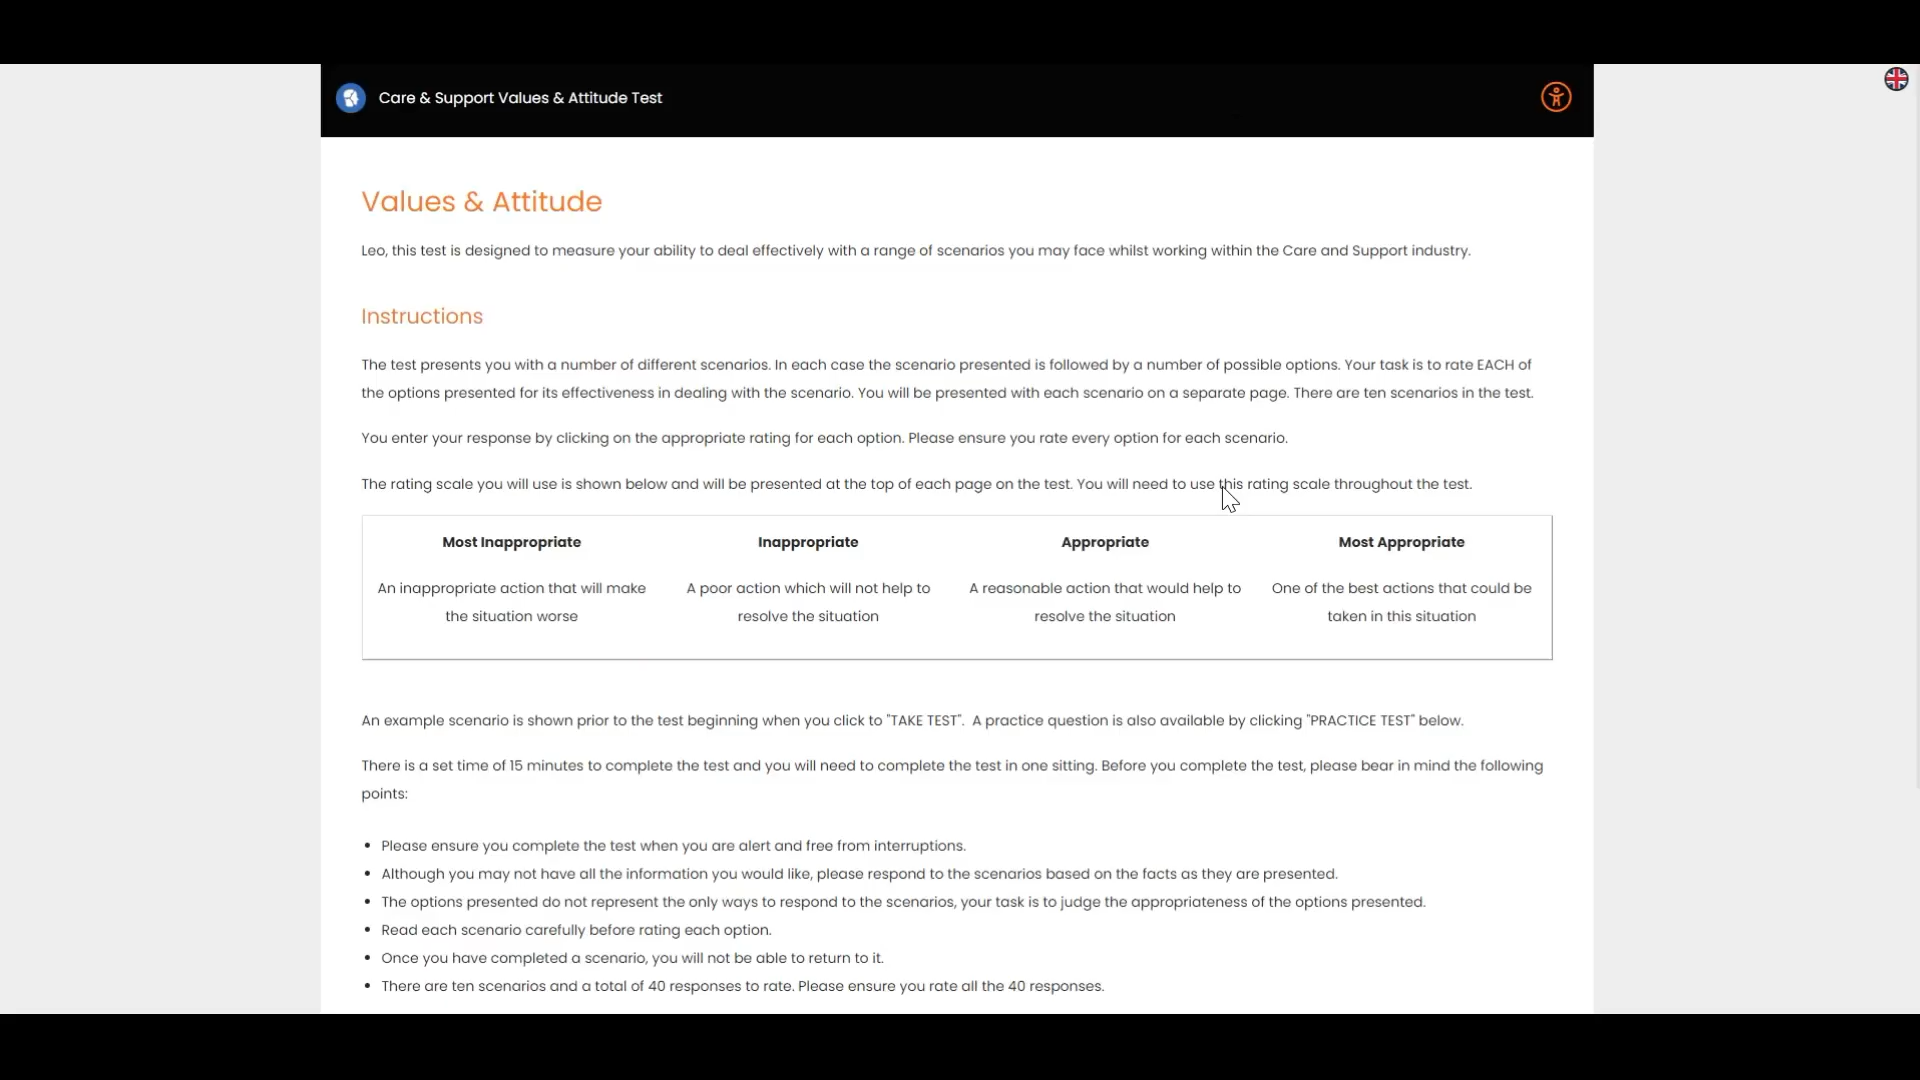 Care & Support Values & Attitude Test
Values & Attitude
Leo, this test is designed to measure your ability to deal effectively with a range of scenarios you may face whilst working within the Care and Support industry.
Instructions
The test presents you with a number of different scenarios. In each case the scenario presented is followed by a number of possible options. Your task is to rate EACH of
the options presented for its effectiveness in dealing with the scenario. You will be presented with each scenario on a separate page. There are ten scenarios in the test.
You enter your response by clicking on the appropriate rating for each option. Please ensure you rate every option for each scenario.
The rating scale you will use is shown below and will be presented at the top of each page on the test. You will need to use this rating scale throughout the test.
Most Inappropriate
An inappropriate action that will make
the situation worse
Inappropriate
A poor action which will not help to
resolve the situation
Appropriate
A reasonable action that would help to
resolve the situation
Most Appropriate
One of the best actions that could be
taken in this situation
An example scenario is shown prior to the test beginning when you click to "TAKE TEST". A practice question is also available by clicking "PRACTICE TEST" below.
There is a set time of 15 minutes to complete the test and you will need to complete the test in one sitting. Before you complete the test, please bear in mind the following
points:
• Please ensure you complete the test when you are alert and free from interruptions.
• Although you may not have all the information you would like, please respond to the scenarios based on the facts as they are presented.
• The options presented do not represent the only ways to respond to the scenarios, your task is to judge the appropriateness of the options presented.
• Read each scenario carefully before rating each option.
• Once you have completed a scenario, you will not be able to return to it.
• There are ten scenarios and a total of 40 responses to rate. Please ensure you rate all the 40 responses.